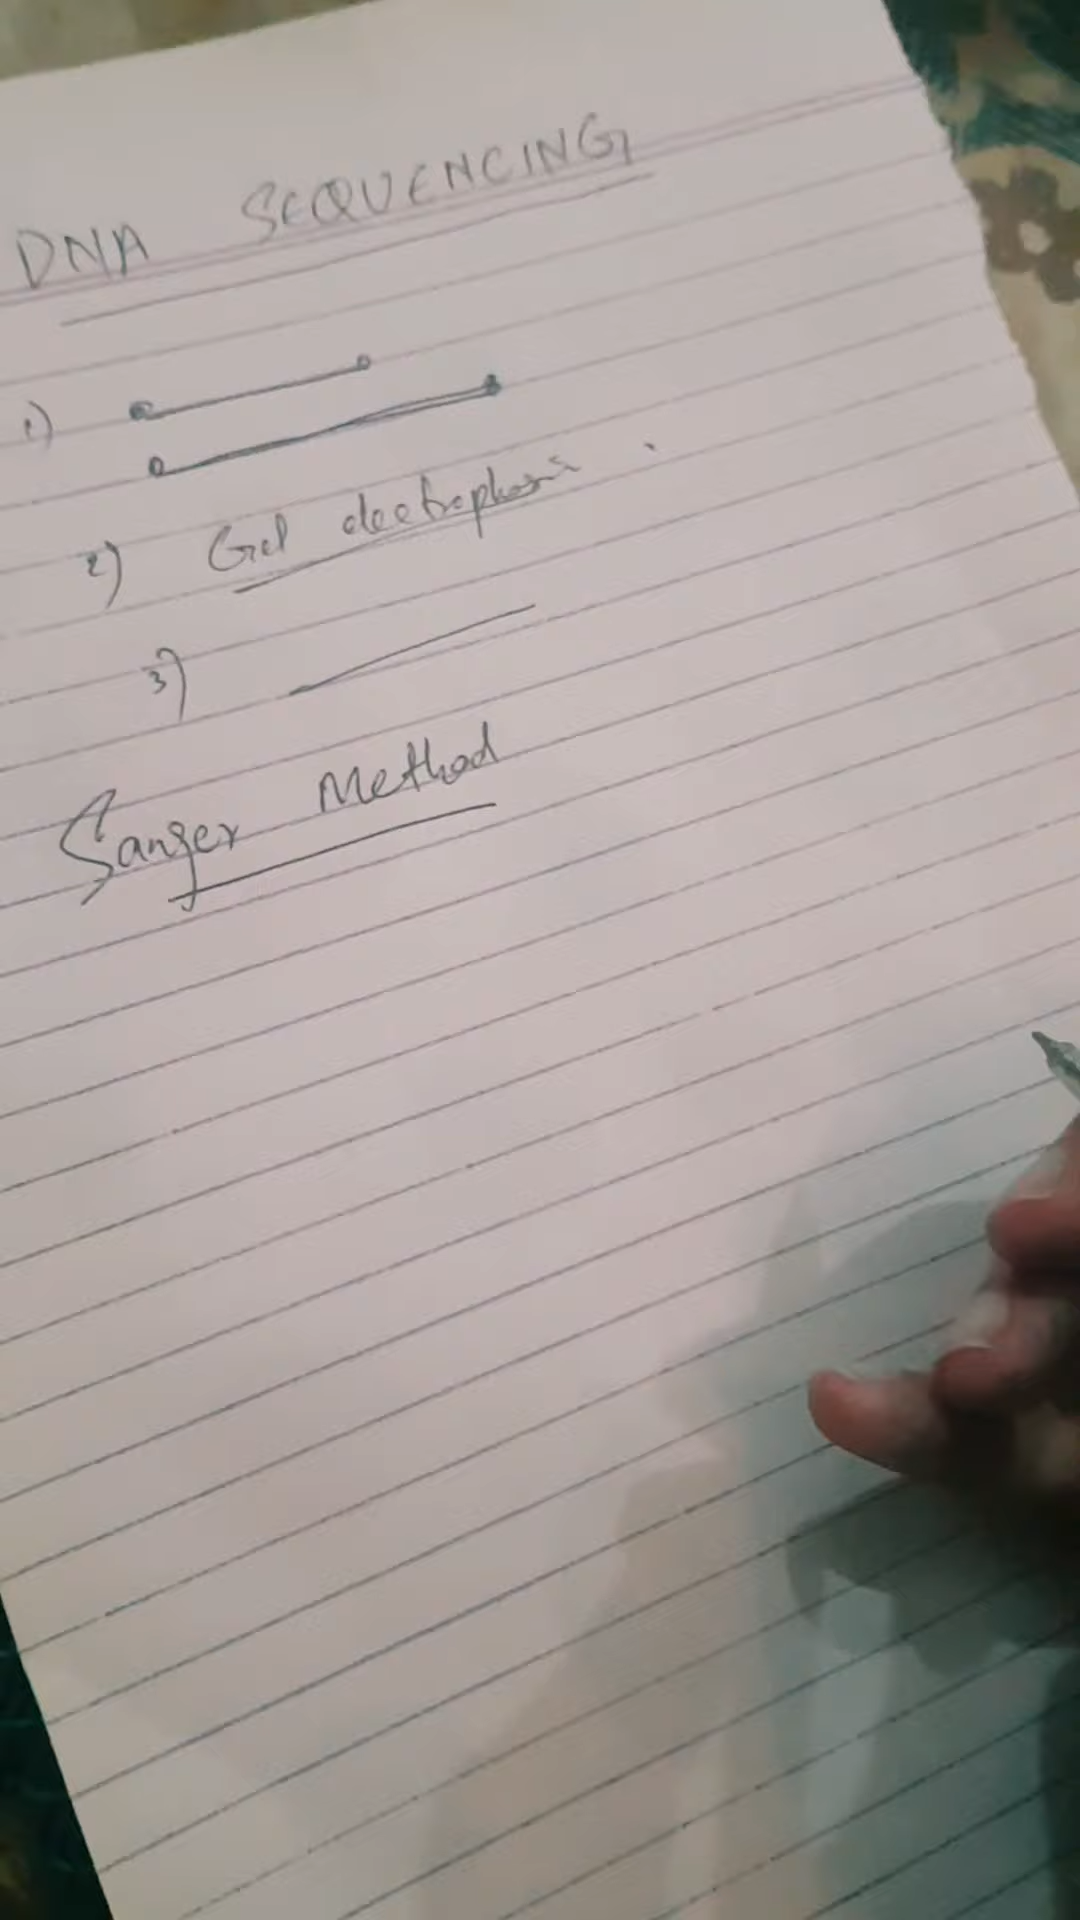 DNA SEQUENCING
1)
2) Gel electrophoresis
3)
Sanger Method